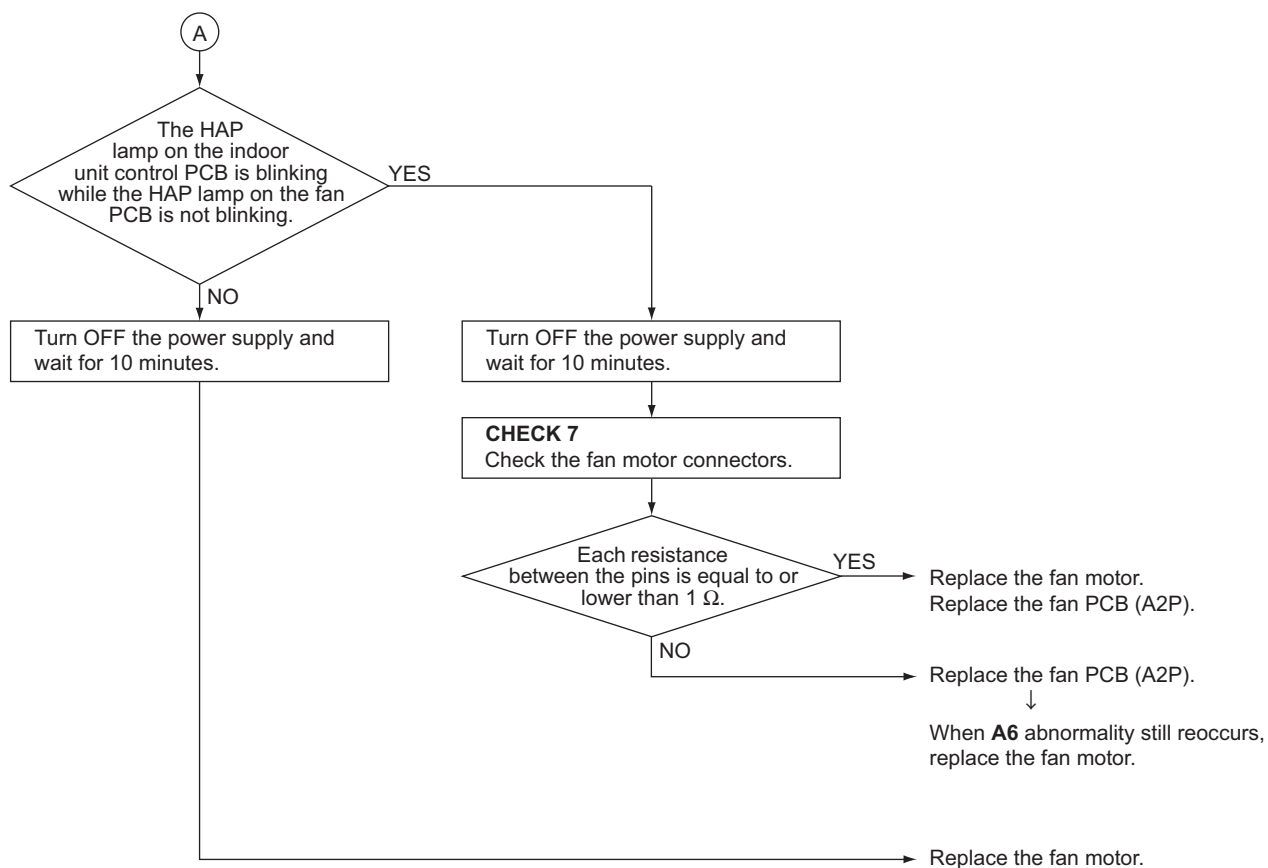 A
The HAP
lamp on the indoor
unit control PCB is blinking
while the HAP lamp on the fan
PCB is not blinking.
YES
NO
Turn OFF the power supply and
wait for 10 minutes.
Turn OFF the power supply and
wait for 10 minutes.
CHECK 7
Check the fan motor connectors.
Each resistance
between the pins is equal to or
lower than 1 Ω.
YES
Replace the fan motor.
Replace the fan PCB (A2P).
NO
Replace the fan PCB (A2P).
↓
When A6 abnormality still reoccurs,
replace the fan motor.
Replace the fan motor.